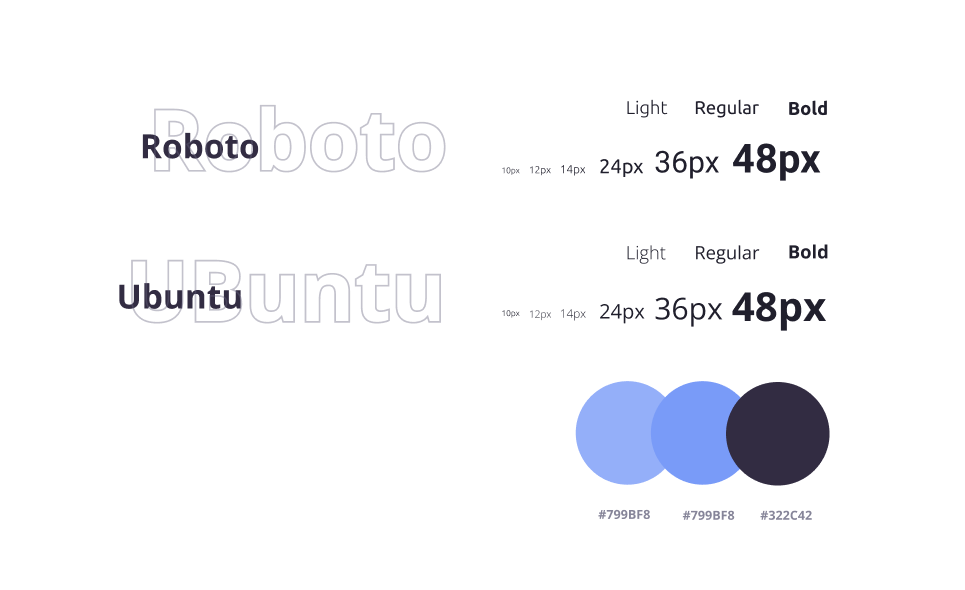 Roboto
Roboto
Light Regular Bold
10px 12px 14px 24px 36px 48px
UBuntu
Ubuntu
Light Regular Bold
10px 12px 14px 24px 36px 48px
#799BF8 #799BF8 #322C42